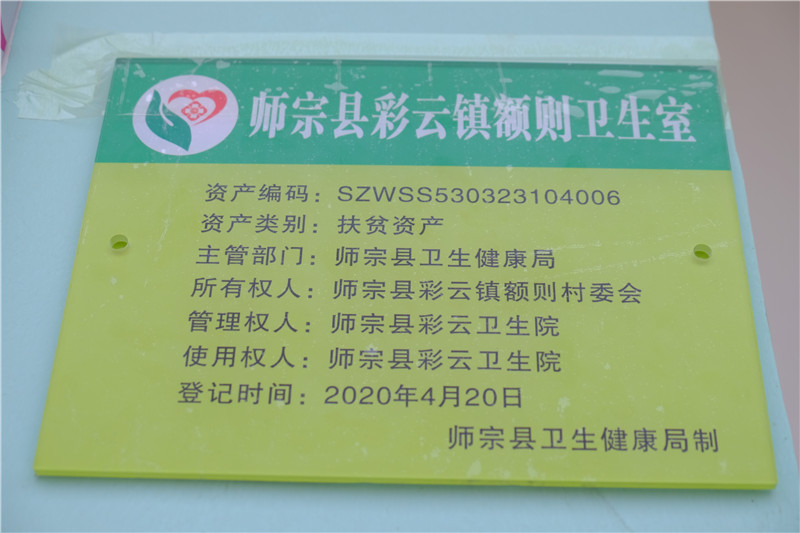 师宗县彩云镇额则卫生室
资产编码：SZWSS530323104006
资产类别：扶贫资产
主管部门：师宗县卫生健康局
所有权人：师宗县彩云镇额则村委会
管理权人：师宗县彩云卫生院
使用权人：师宗县彩云卫生院
登记时间：2020年4月20日
师宗县卫生健康局制